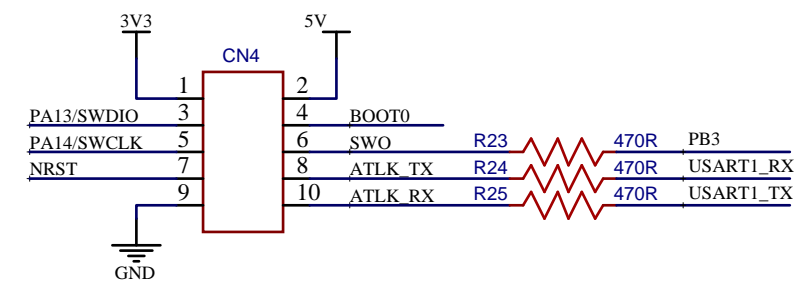 3V3 5V
CN4
1 2
PA13/SWDIO 3 4 BOOT0
PA14/SWCLK 5 6 SWO R23 470R PB3
NRST 7 8 ATLK_TX R24 470R USART1_RX
9 10 ATLK_RX R25 470R USART1_TX
GND